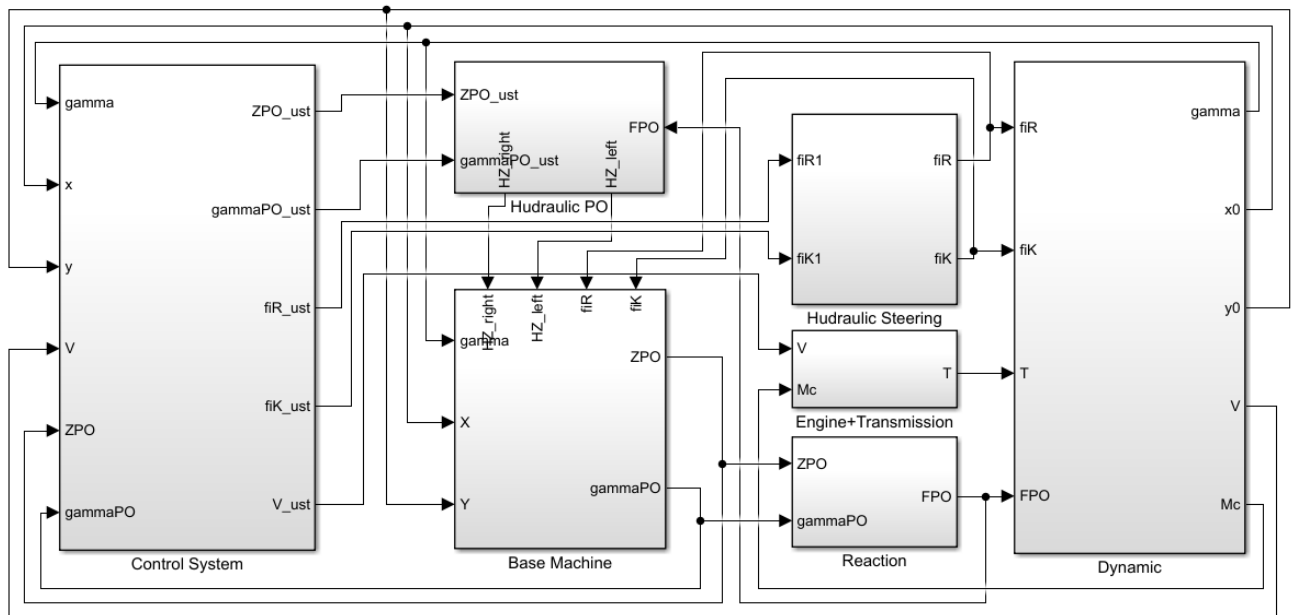 gamma
x
y
V
ZPO
gammaPO
ZPO_ust
gammaPO_ust
fiR_ust
fiK_ust
V_ust
Control System
ZPO_ust
gammaPO_ust
HZ_right
HZ_left
FPO
Hudraulic PO
HZ_right
HZ_left
fiR
fiK
gamma
X
Y
ZPO
gammaPO
Base Machine
fiR1
fiK1
fiR
fiK
Hudraulic Steering
V
Mc
T
Engine+Transmission
ZPO
gammaPO
FPO
Reaction
fiR
fiK
T
FPO
gamma
x0
y0
V
Mc
Dynamic